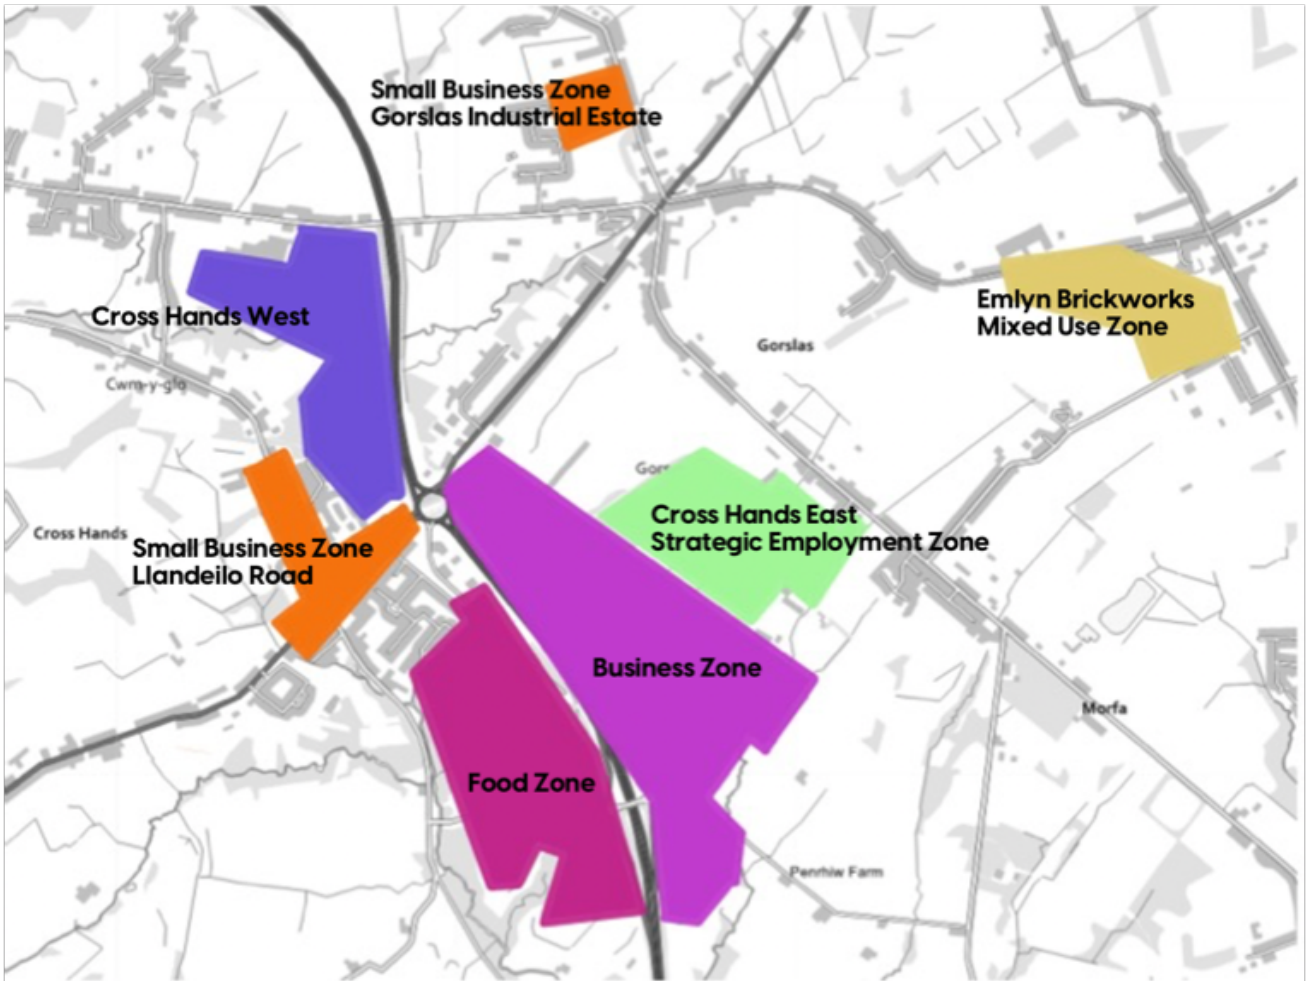 Small Business Zone
Gorslas Industrial Estate
Emlyn Brickworks
Mixed Use Zone
Cross Hands West
Gorslas
Cwm-y-glo
Cross Hands East
Strategic Employment Zone
Cross Hands
Small Business Zone
Llandeilo Road
Business Zone
Morfa
Food Zone
Penrhiw Farm